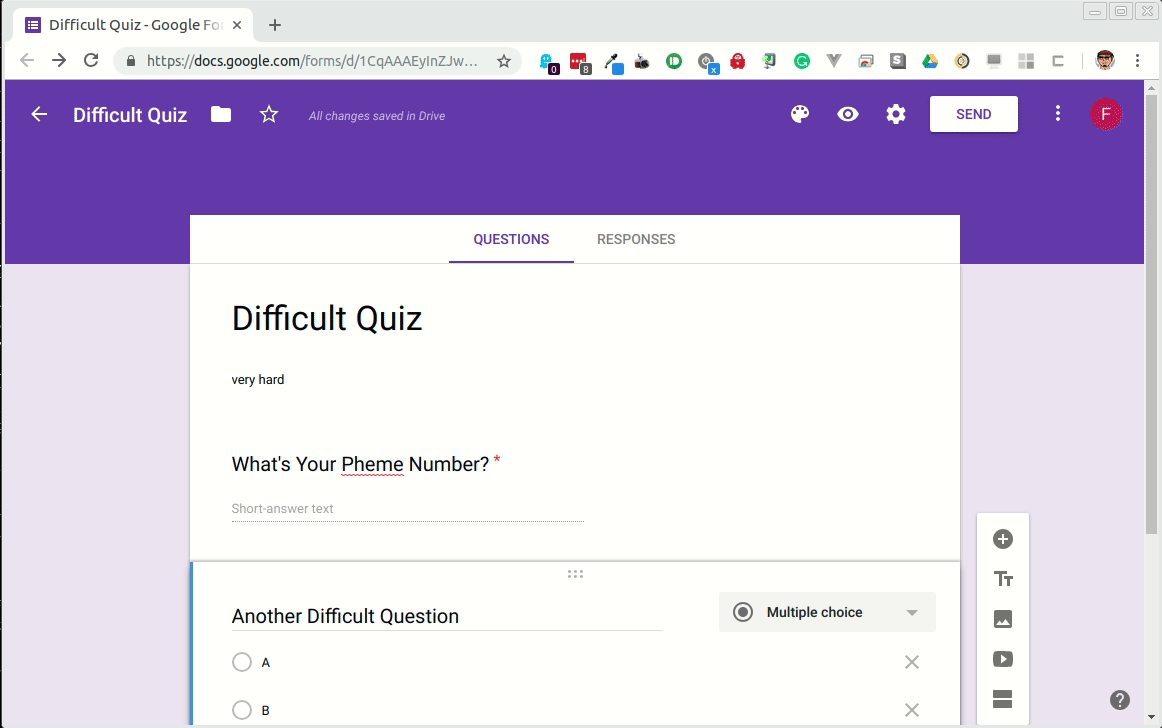 Difficult Quiz - Google For
https://docs.google.com/forms/d/1CqAAAEyInZJw...
0
8
x
S
Difficult Quiz
All changes saved in Drive
SEND
F
QUESTIONS
RESPONSES
Difficult Quiz
very hard
What's Your Pheme Number? *
Short-answer text
Another Difficult Question
Multiple choice
A
B